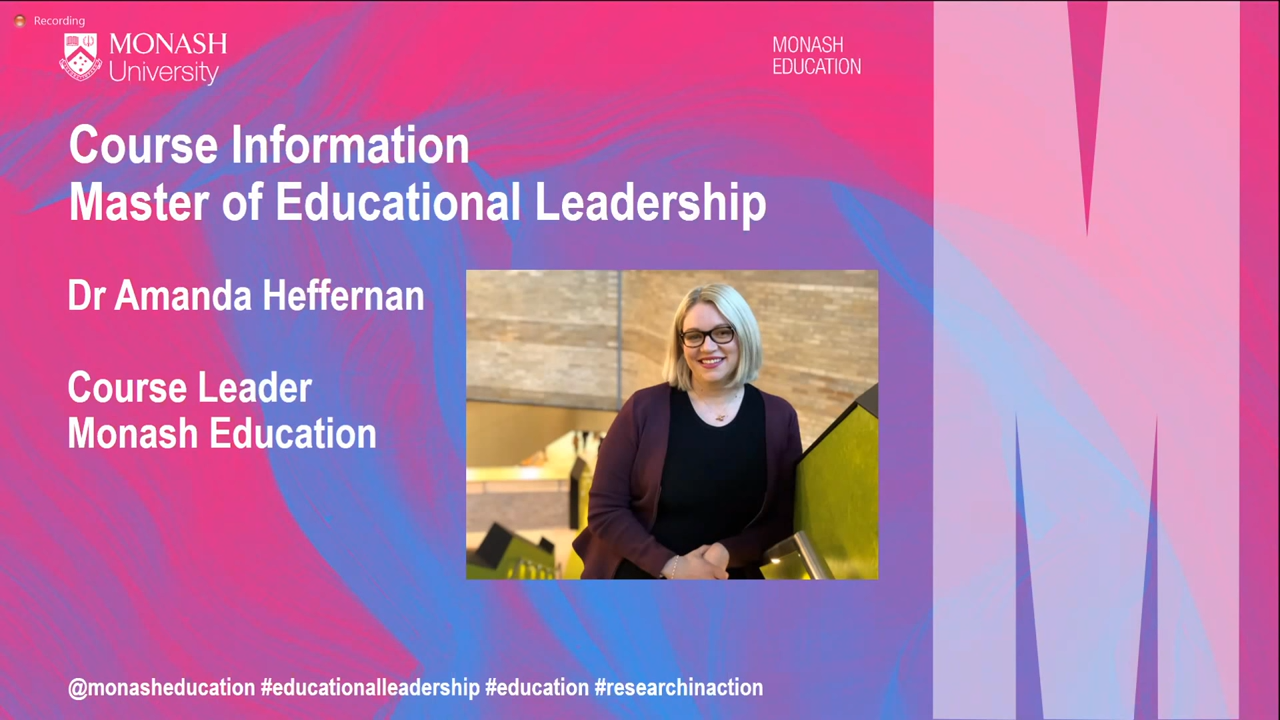 Recording
MONASH
University
MONASH
EDUCATION
Course Information
Master of Educational Leadership
Dr Amanda Heffernan
Course Leader
Monash Education
@monasheducation #educationalleadership #education #researchinaction